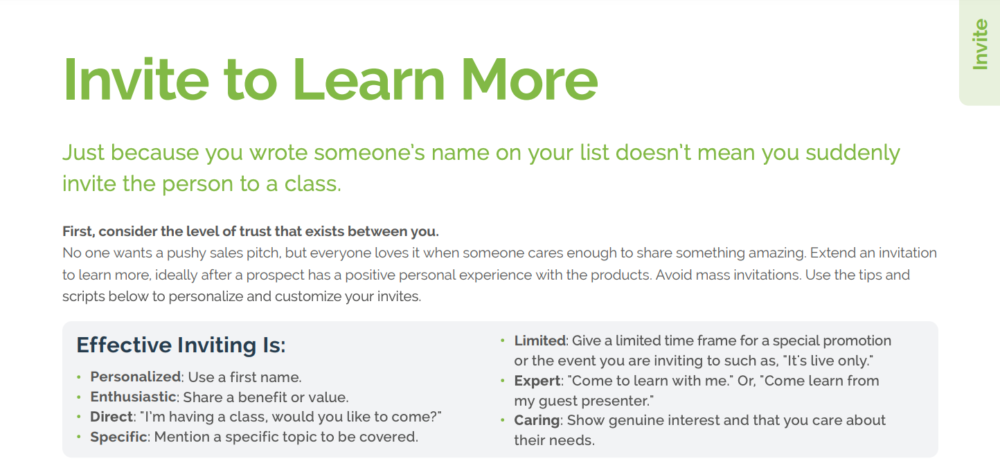 Invite
Invite to Learn More
Just because you wrote someone's name on your list doesn't mean you suddenly
invite the person to a class.
First, consider the level of trust that exists between you.
No one wants a pushy sales pitch, but everyone loves it when someone cares enough to share something amazing. Extend an invitation
to learn more, ideally after a prospect has a positive personal experience with the products. Avoid mass invitations. Use the tips and
scripts below to personalize and customize your invites.
Effective Inviting Is:
• Personalized: Use a first name.
• Enthusiastic: Share a benefit or value.
• Direct: "I'm having a class, would you like to come?"
• Specific: Mention a specific topic to be covered.
• Limited: Give a limited time frame for a special promotion
or the event you are inviting to such as, "It's live only."
• Expert: "Come to learn with me." Or, "Come learn from
my guest presenter."
• Caring: Show genuine interest and that you care about
their needs.